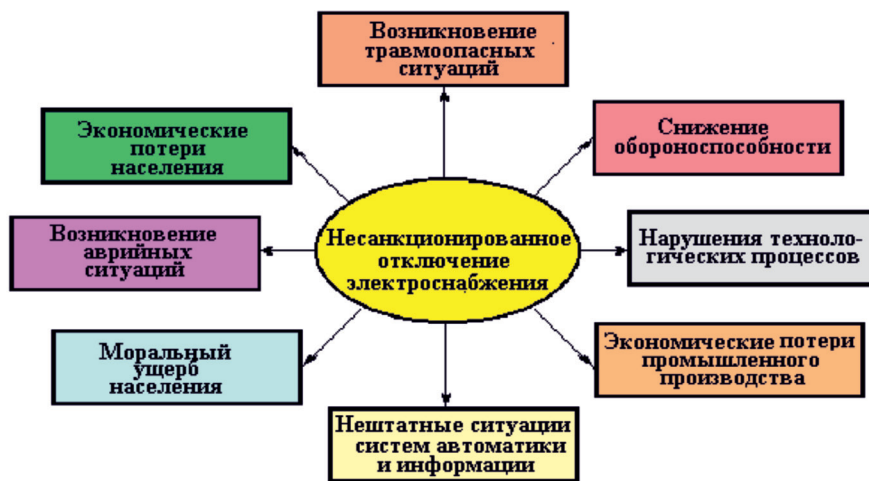 Возникновение
травмоопасных
ситуаций
Экономические
потери
населения
Снижение
обороноспособности
Возникновение
аврийных
ситуаций
Несанкционированное
отключение
электроснабжения
Нарушения техноло-
гических процессов
Моральный
ущерб
населения
Экономические потери
промышленного
производства
Нештатные ситуации
систем автоматики
и информации